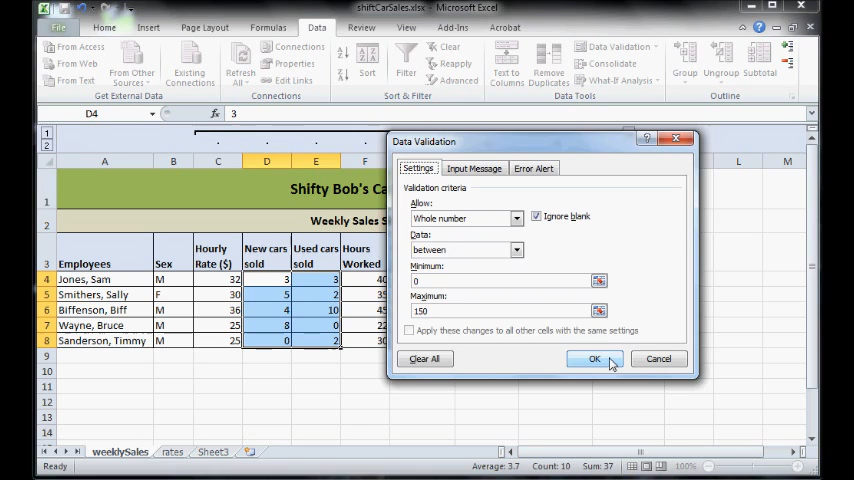 shiftCarSales.xlsx - Microsoft Excel
File Home Insert Page Layout Formulas Data Review View Add-Ins Acrobat
From Access
From Web
From Text
From Other Sources
Existing Connections
Get External Data
Refresh All
Connections
Properties
Edit Links
Connections
Sort
Filter
Clear
Reapply
Advanced
Sort & Filter
Text to Columns
Remove Duplicates
Data Validation
Consolidate
What-If Analysis
Data Tools
Group
Ungroup
Subtotal
Outline
D4 fx 3
1
2
A B C D E F L M
1 Shifty Bob's Ca
2 Weekly Sales S
3 Employees Sex Hourly Rate ($) New cars sold Used cars sold Hours Worked
4 Jones, Sam M 32 3 3 40
5 Smithers, Sally F 30 5 2 35
6 Biffenson, Biff M 36 4 10 45
7 Wayne, Bruce M 25 8 0 22
8 Sanderson, Timmy M 25 0 2 30
9
10
11
12
13
14
Data Validation
Settings Input Message Error Alert
Validation criteria
Allow:
Whole number Ignore blank
Data:
between
Minimum:
0
Maximum:
150
Apply these changes to all other cells with the same settings
Clear All OK Cancel
weeklySales rates Sheet3
Ready Average: 3.7 Count: 10 Sum: 37 100%